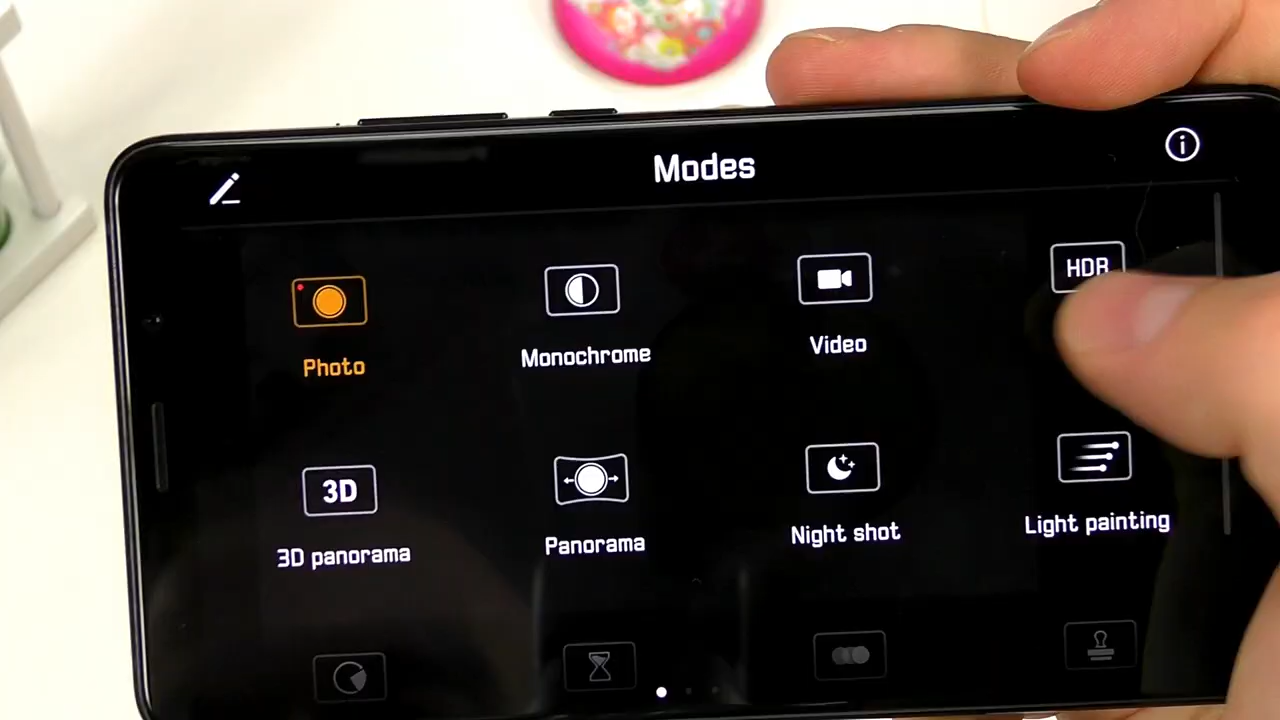 Modes
Photo
Monochrome
Video
HDR
3D
3D panorama
Panorama
Night shot
Light painting